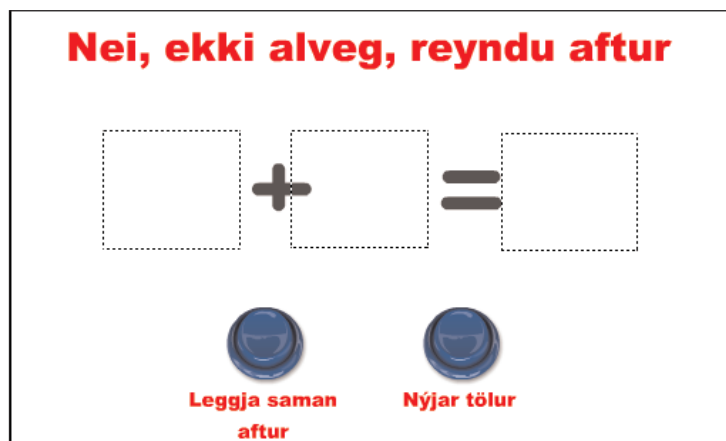 Nei, ekki alveg, reyndu aftur
+ =
Leggja saman
aftur
Nýjar tölur